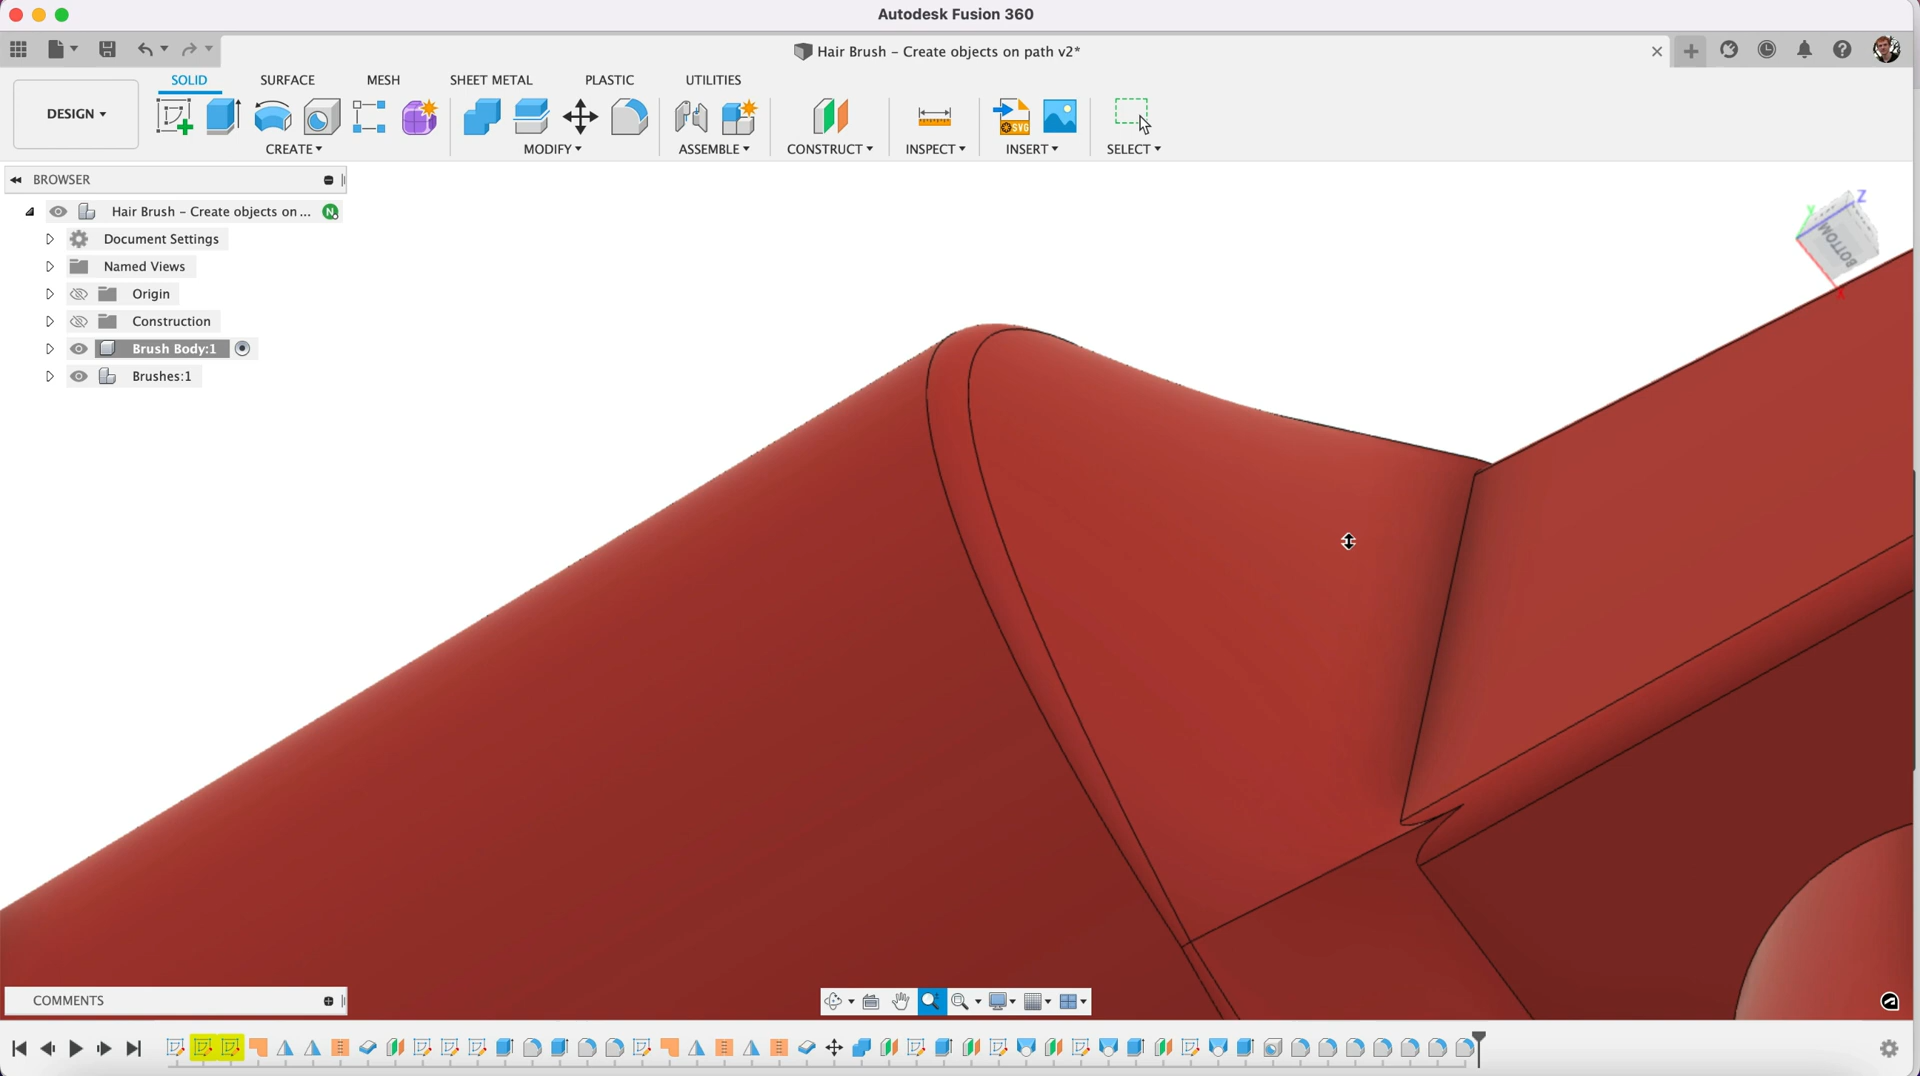 Autodesk Fusion 360
Hair Brush – Create objects on path v2*
SOLID SURFACE MESH SHEET METAL PLASTIC UTILITIES
DESIGN
SVG
CREATE MODIFY ASSEMBLE CONSTRUCT INSPECT INSERT SELECT
BROWSER
Hair Brush – Create objects on ... N
Document Settings
Named Views
Origin
Construction
Brush Body:1
Brushes:1
Z
Y
BOTTOM
X
COMMENTS